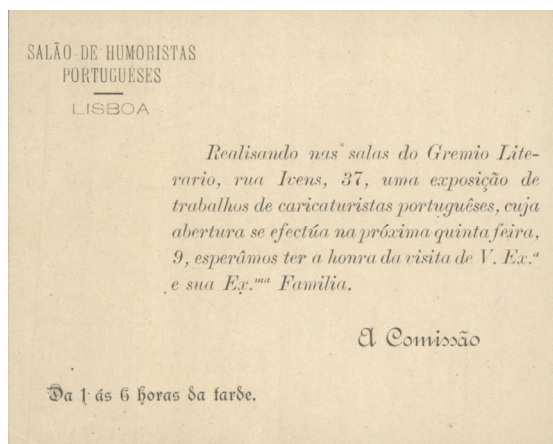 SALÃO DE HUMORISTAS
PORTUGUÊSES
LISBOA
Realisando nas salas do Gremio Lite-
rario, rua Ivens, 37, uma exposição de
trabalhos de caricaturistas portuguêses, cuja
abertura se efectúa na próxima quinta feira,
9, esperâmos ter a honra da visita de V. Ex.ª
e sua Ex.ᵐᵃ Familia.
A Comissão
Da 1 ás 6 horas da tarde.